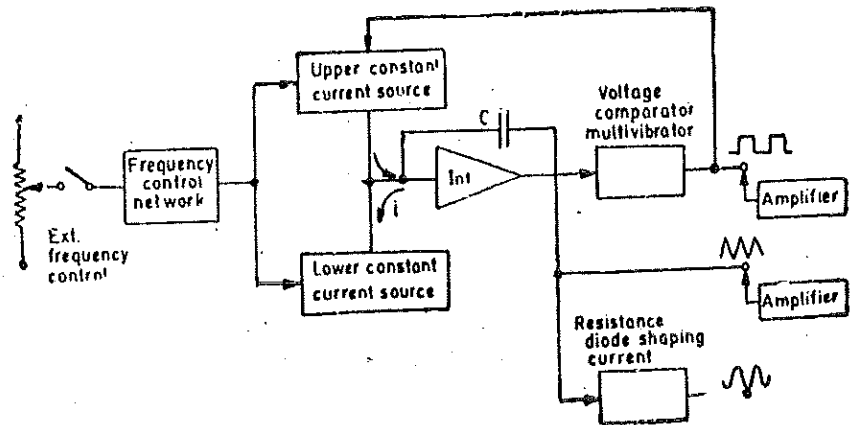 Upper constant
current source
Voltage
comparator
multivibrator
C
Frequency
control
network
Int
Amplifier
i
Ext.
frequency
control
Lower constant
current source
Amplifier
Resistance
diode shaping
current